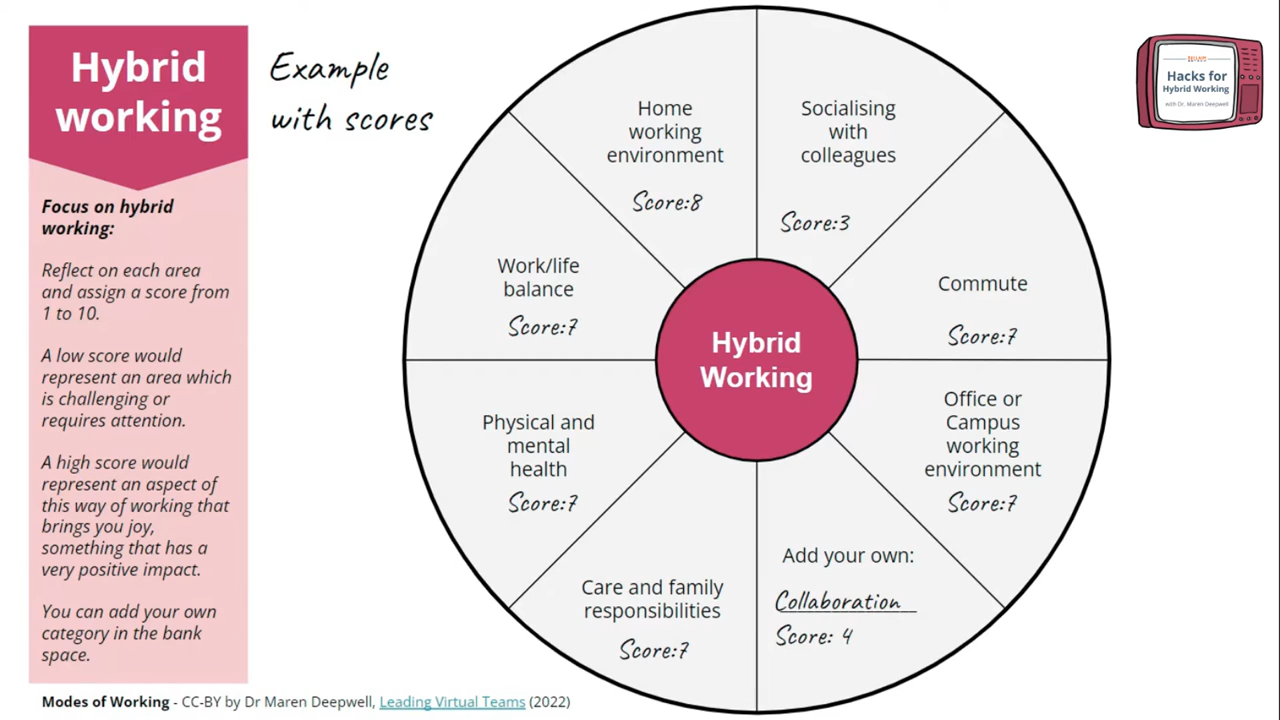 Hybrid
working
Focus on hybrid
working:
Reflect on each area
and assign a score from
1 to 10.
A low score would
represent an area which
is challenging or
requires attention.
A high score would
represent an aspect of
this way of working that
brings you joy,
something that has a
very positive impact.
You can add your own
category in the bank
space.
Example
with scores
Home
working
environment
Score:8
Socialising
with
colleagues
Score:3
Commute
Score:7
Office or
Campus
working
environment
Score:7
Add your own:
Collaboration
Score: 4
Care and family
responsibilities
Score:7
Physical and
mental
health
Score:7
Work/life
balance
Score:7
Hybrid
Working
Hacks for
Hybrid Working
with Dr. Maren Deepwell
Modes of Working - CC-BY by Dr Maren Deepwell, Leading Virtual Teams (2022)